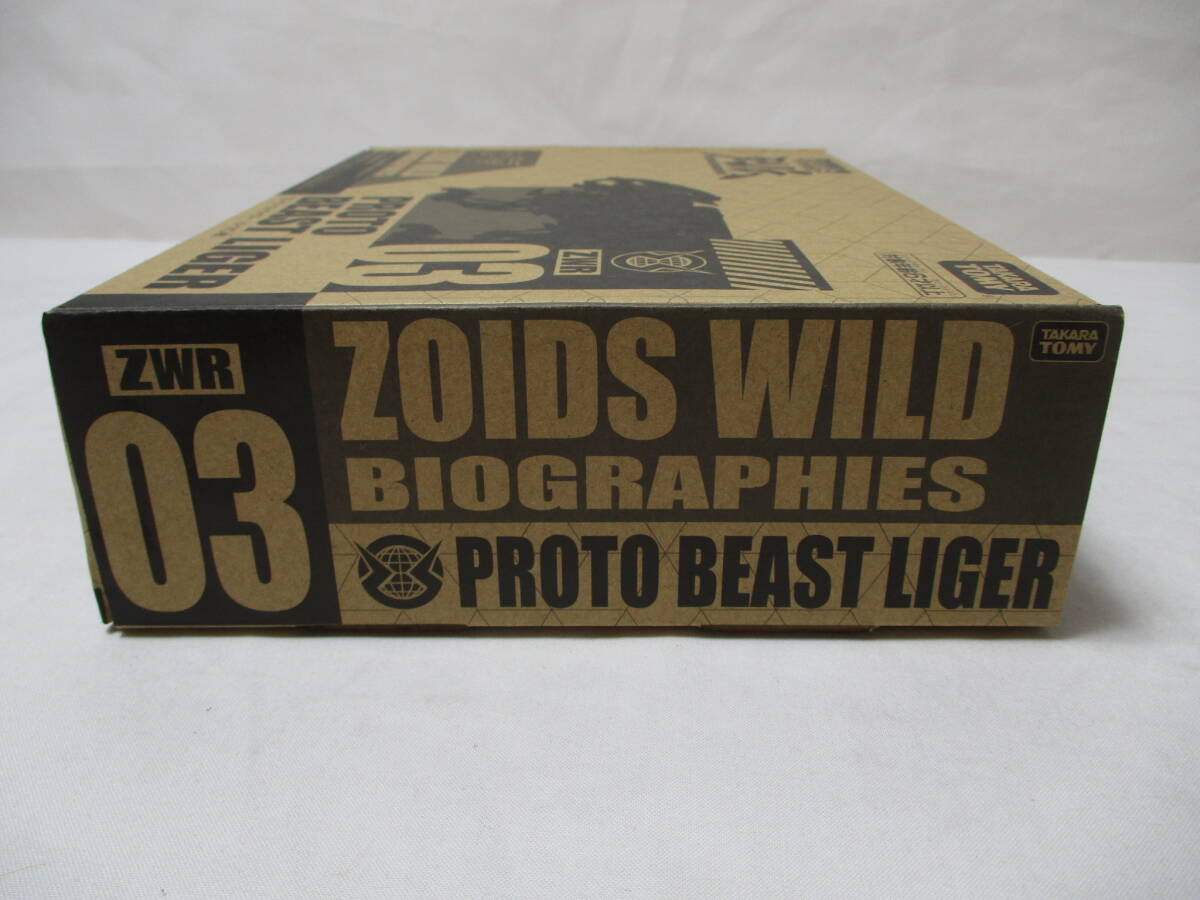 PROTO
BEAST LIGER
03
ZWR
TAKARA
TOMY
ZWR
03
ZOIDS WILD
BIOGRAPHIES
PROTO BEAST LIGER
TAKARA
TOMY